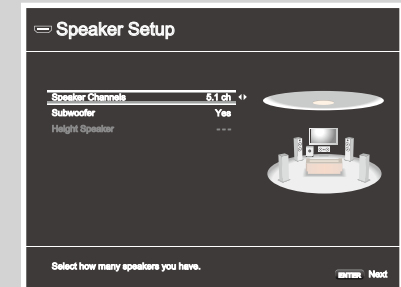 Speaker Setup
Speaker Channels 5.1 ch
Subwoofer Yes
Height Speaker ---
Select how many speakers you have.
ENTER Next